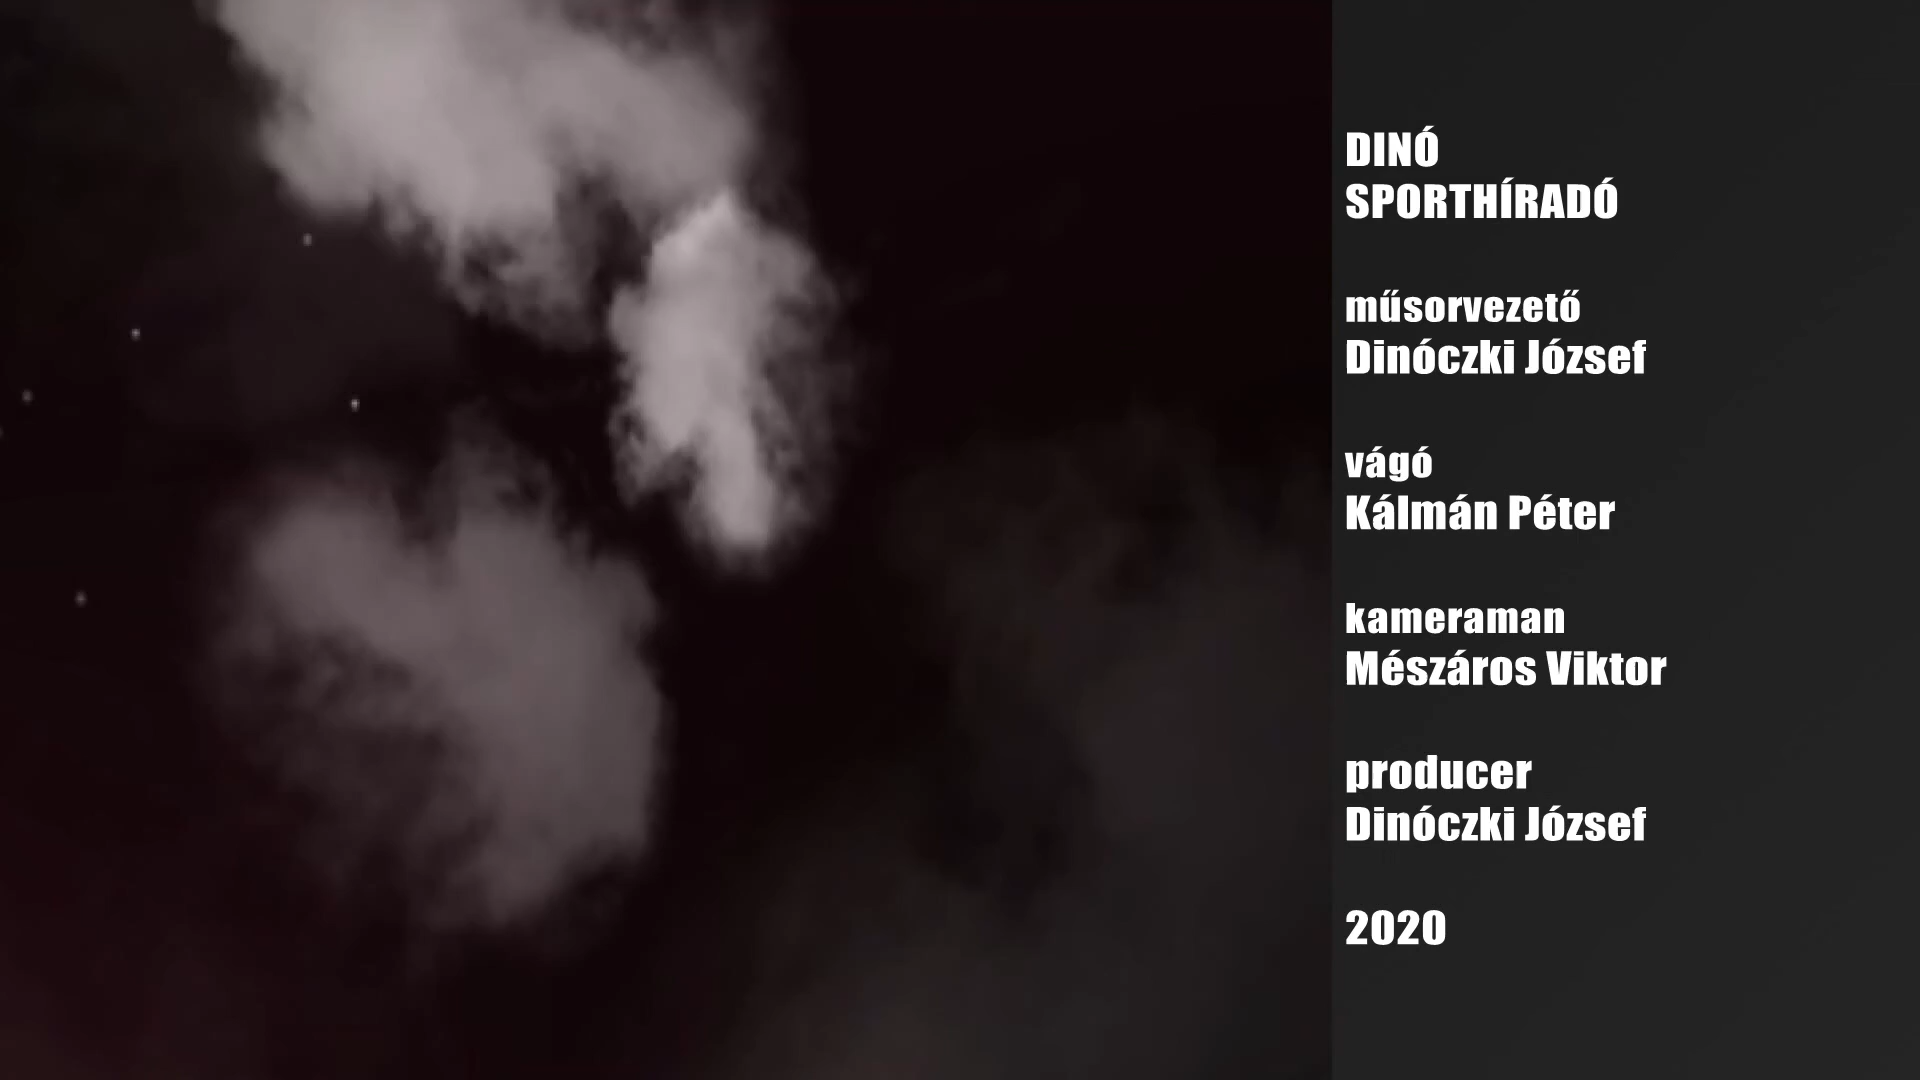 DINÓ
SPORTHÍRADÓ
műsorvezető
Dinóczki József
vágó
Kálmán Péter
kameraman
Mészáros Viktor
producer
Dinóczki József
2020